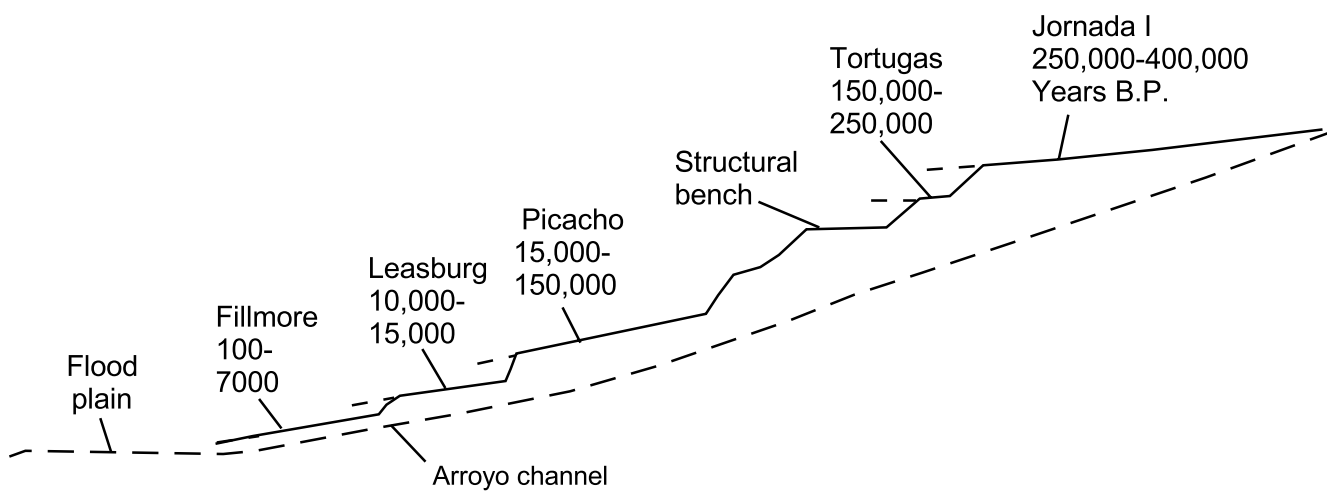 Jornada I
250,000-400,000
Years B.P.
Tortugas
150,000-
250,000
Structural
bench
Picacho
15,000-
150,000
Leasburg
10,000-
15,000
Fillmore
100-
7000
Flood
plain
Arroyo channel